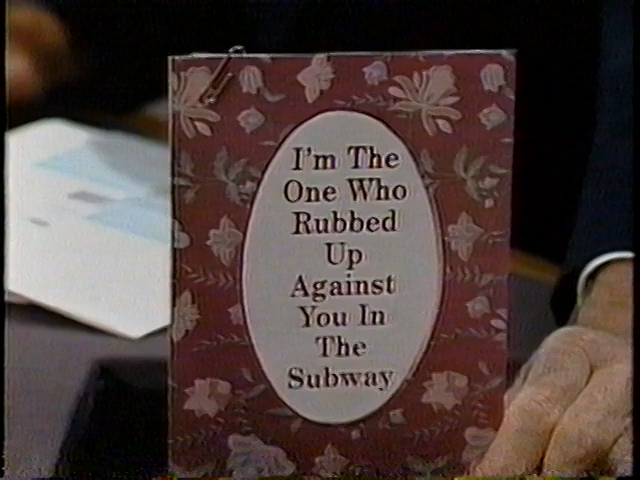 I'm The
One Who
Rubbed
Up
Against
You In
The
Subway